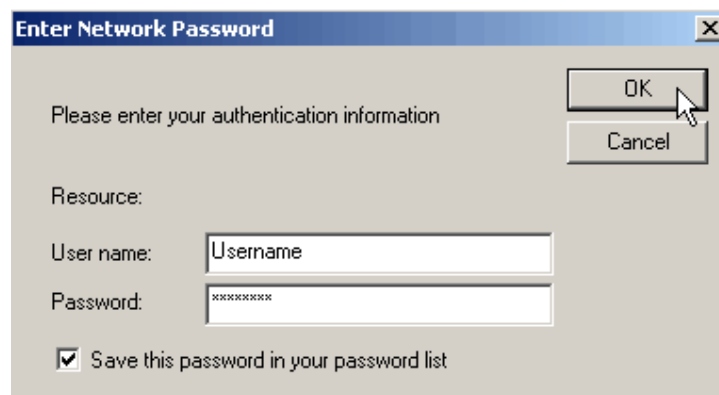 Enter Network Password
OK
Please enter your authentication information
Cancel
Resource:
User name: Username
Password: ********
Save this password in your password list